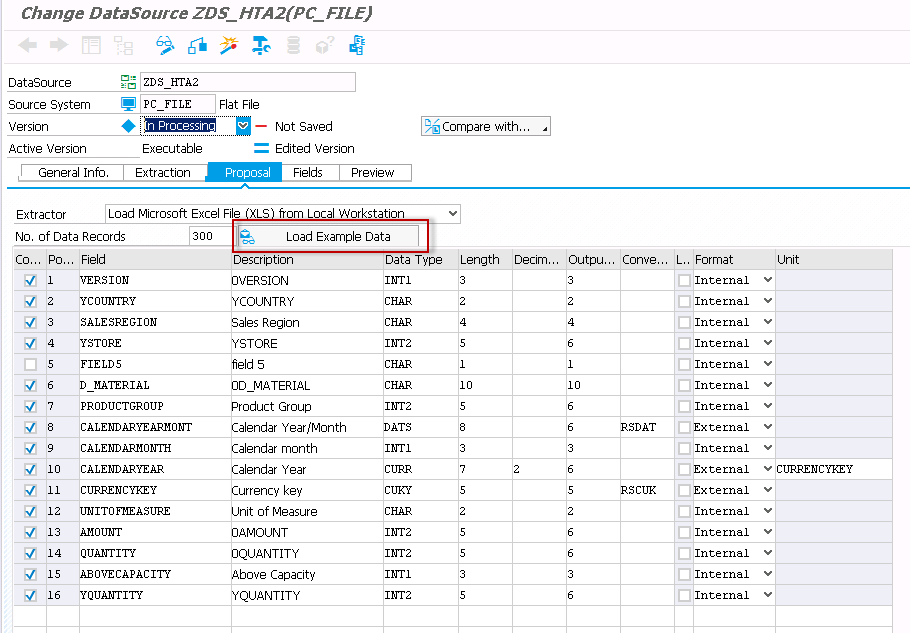 Change DataSource ZDS_HTA2(PC_FILE)
DataSource ZDS_HTA2
Source System PC_FILE Flat File
Version In Processing Not Saved Compare with...
Active Version Executable Edited Version
General Info. Extraction Proposal Fields Preview
Extractor Load Microsoft Excel File (XLS) from Local Workstation
No. of Data Records 300 Load Example Data
Co... Po... Field Description Data Type Length Decim... Outpu... Conve... L.. Format Unit
1 VERSION 0VERSION INT1 3 3 Internal
2 YCOUNTRY YCOUNTRY CHAR 2 2 Internal
3 SALESREGION Sales Region CHAR 4 4 Internal
4 YSTORE YSTORE INT2 5 6 Internal
5 FIELD5 field 5 CHAR 1 1 Internal
6 D_MATERIAL 0D_MATERIAL CHAR 10 10 Internal
7 PRODUCTGROUP Product Group INT2 5 6 Internal
8 CALENDARYEARMONT Calendar Year/Month DATS 8 6 RSDAT External
9 CALENDARMONTH Calendar month INT1 3 3 Internal
10 CALENDARYEAR Calendar Year CURR 7 2 6 External CURRENCYKEY
11 CURRENCYKEY Currency key CUKY 5 5 RSCUK External
12 UNITOFMEASURE Unit of Measure CHAR 2 2 Internal
13 AMOUNT 0AMOUNT INT2 5 6 Internal
14 QUANTITY 0QUANTITY INT2 5 6 Internal
15 ABOVECAPACITY Above Capacity INT1 3 3 Internal
16 YQUANTITY YQUANTITY INT2 5 6 Internal